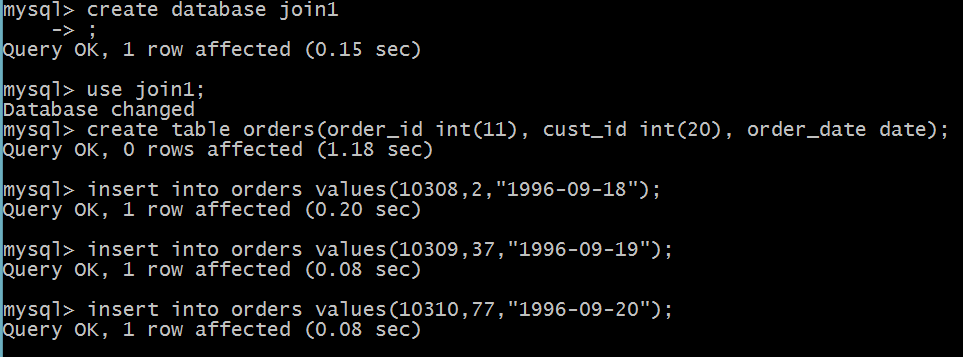 mysql> create database join1
    -> ;
Query OK, 1 row affected (0.15 sec)
mysql> use join1;
Database changed
mysql> create table orders(order_id int(11), cust_id int(20), order_date date);
Query OK, 0 rows affected (1.18 sec)
mysql> insert into orders values(10308,2,"1996-09-18");
Query OK, 1 row affected (0.20 sec)
mysql> insert into orders values(10309,37,"1996-09-19");
Query OK, 1 row affected (0.08 sec)
mysql> insert into orders values(10310,77,"1996-09-20");
Query OK, 1 row affected (0.08 sec)